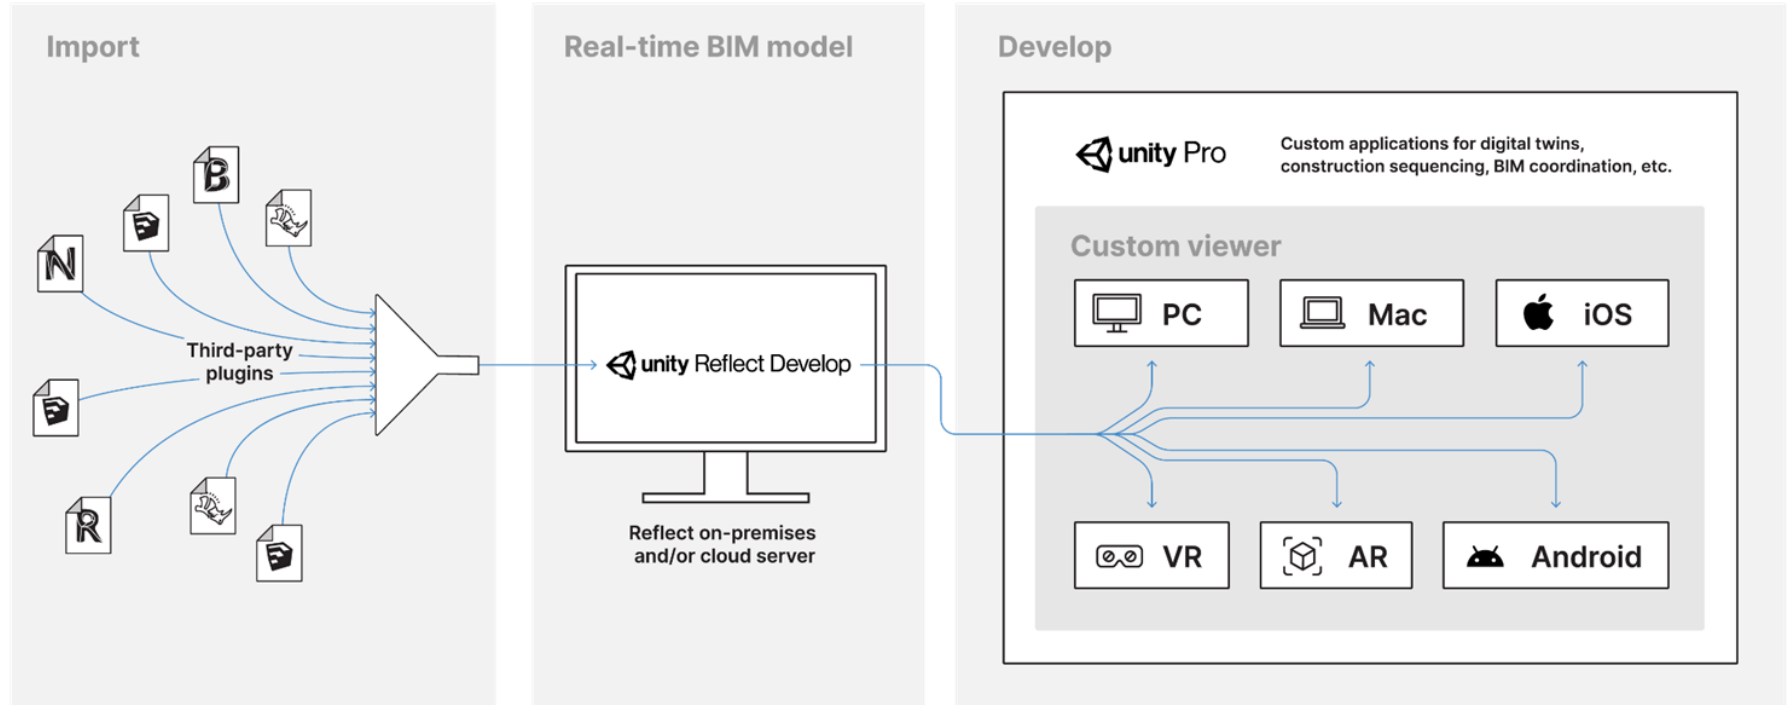 Import
B
N
Third-party
plugins
R
Real-time BIM model
unity Reflect Develop
Reflect on-premises
and/or cloud server
Develop
unity Pro
Custom applications for digital twins,
construction sequencing, BIM coordination, etc.
Custom viewer
PC
Mac
iOS
VR
AR
Android